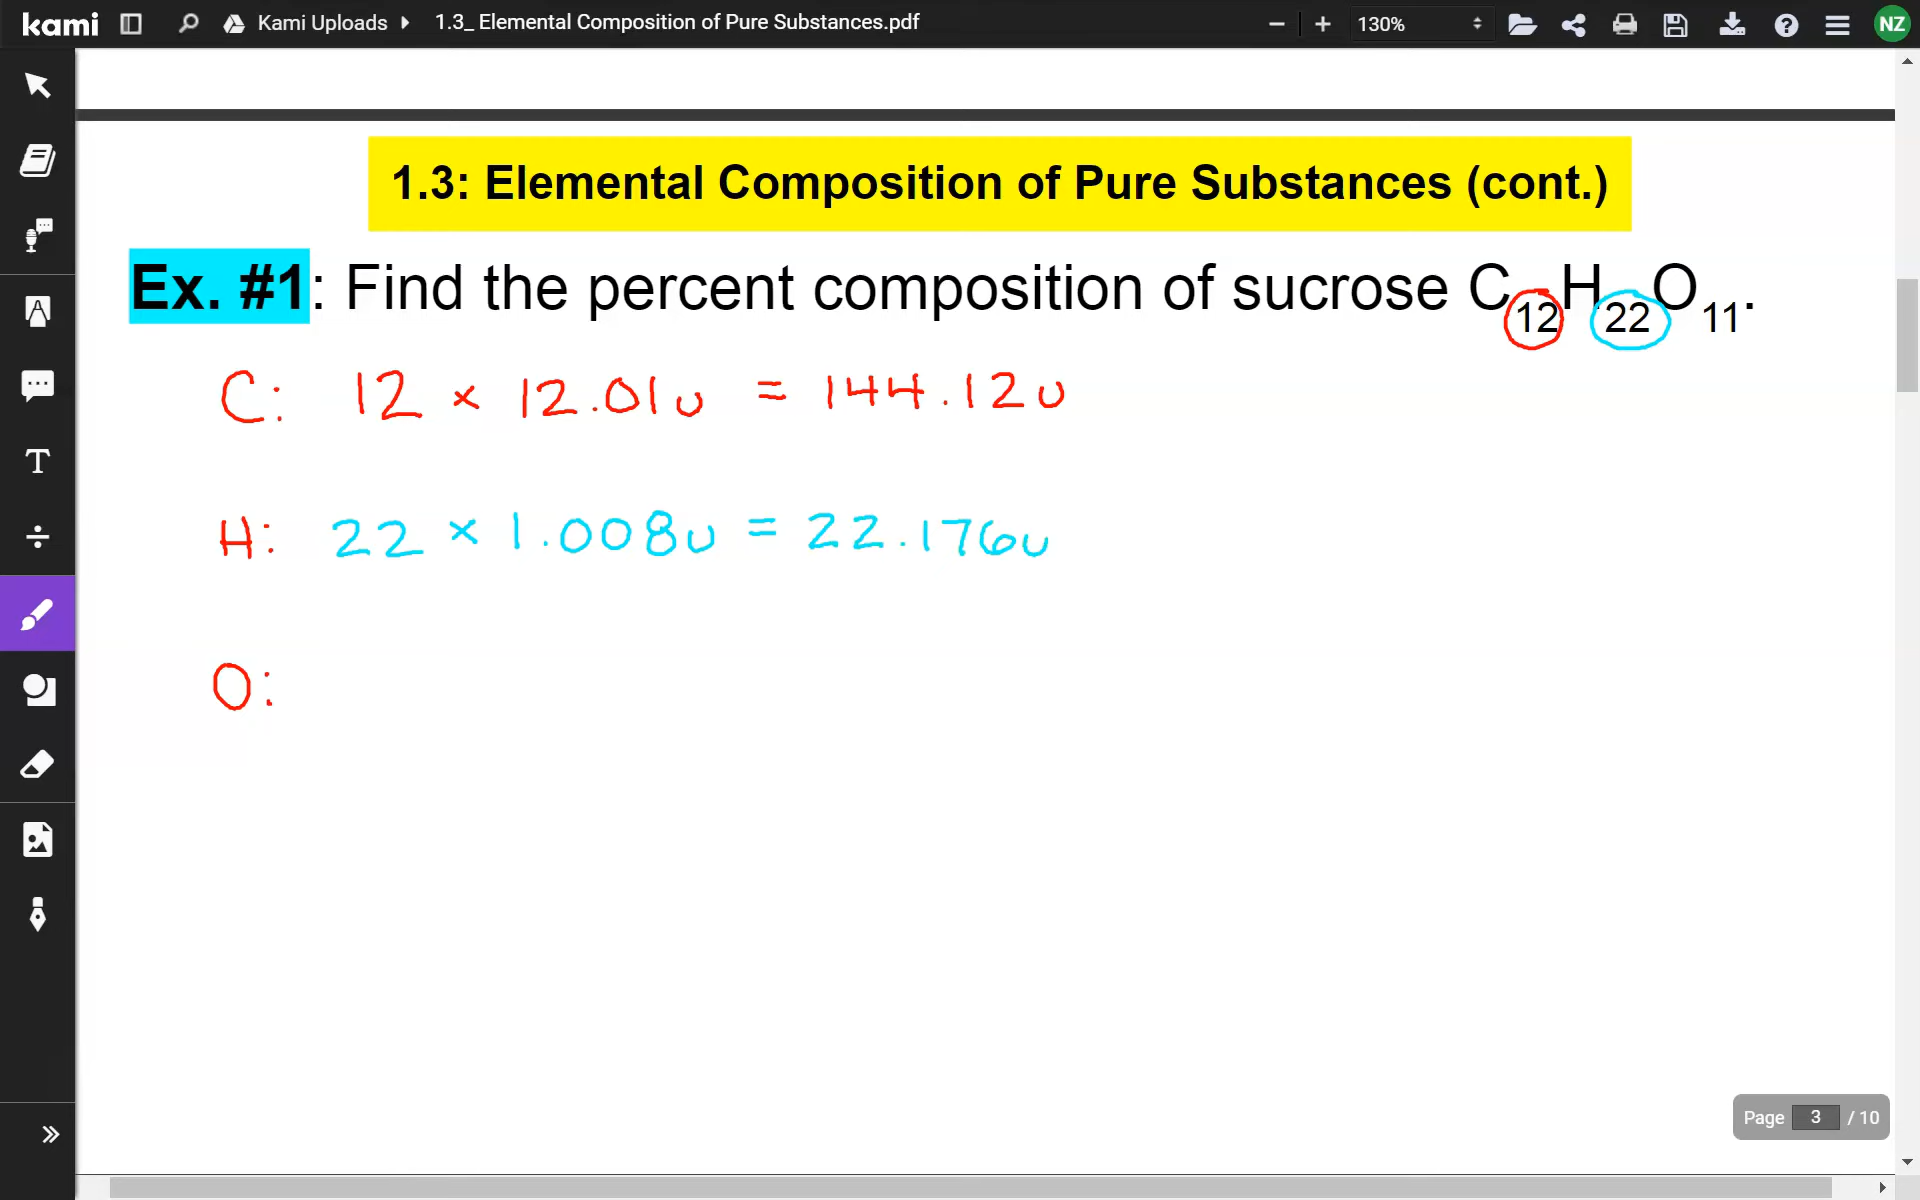 kami Kami Uploads 1.3_ Elemental Composition of Pure Substances.pdf − + 130% NZ
1.3: Elemental Composition of Pure Substances (cont.)
Ex. #1: Find the percent composition of sucrose C12H22O11.
C: 12 × 12.01u = 144.12u
H: 22 × 1.008u = 22.176u
O:
Page 3 / 10